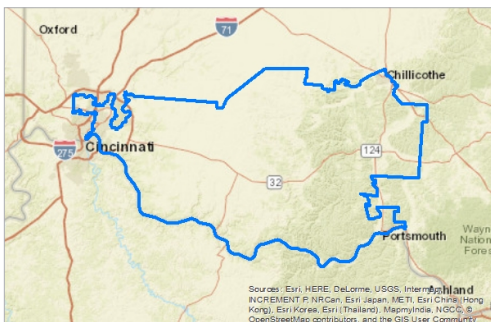 Oxford
71
Chillicothe
Cincinnati
275
124
32
Portsmouth
Wayne
National
Forest
Ashland
Sources: Esri, HERE, DeLorme, USGS, Intermap,
INCREMENT P, NRCan, Esri Japan, METI, Esri China (Hong
Kong), Esri Korea, Esri (Thailand), MapmyIndia, NGCC, ©
OpenStreetMap contributors, and the GIS User Community